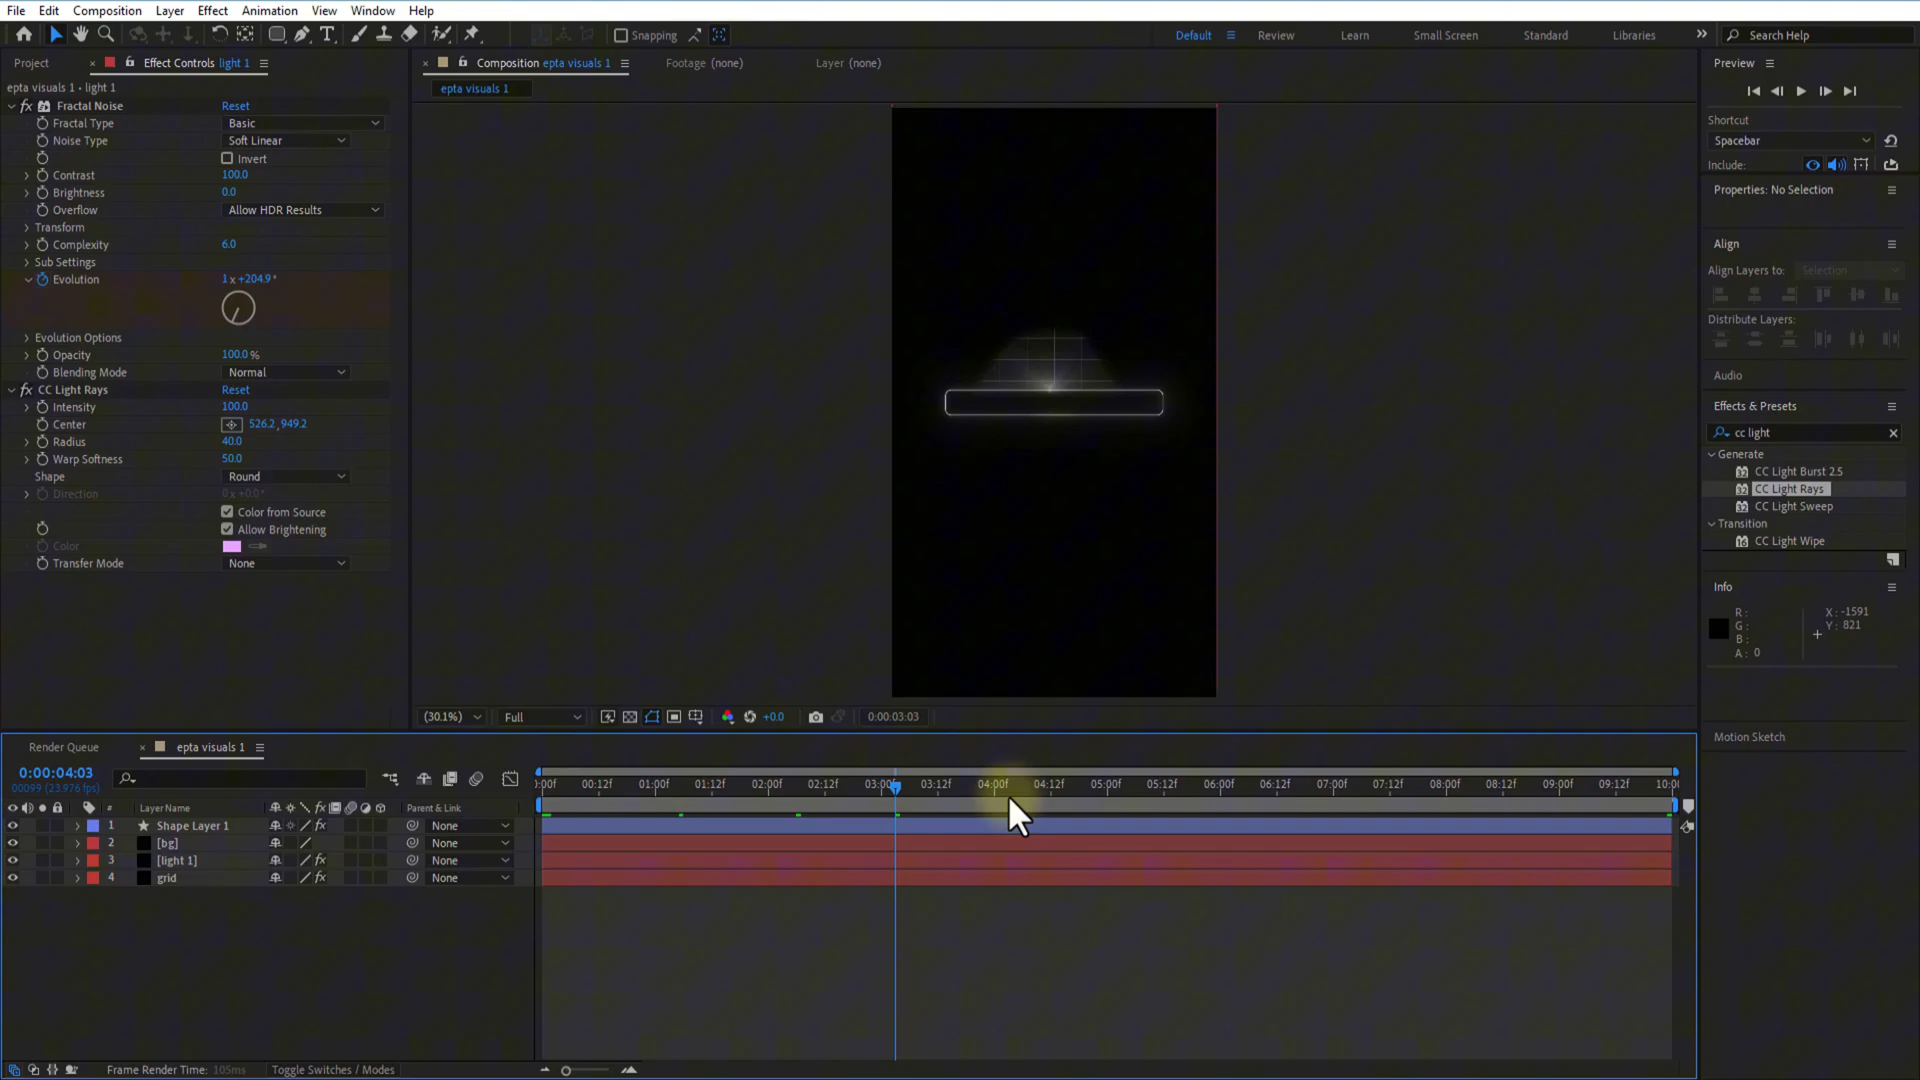 File Edit Composition Layer Effect Animation View Window Help
Snapping Default Review Learn Small Screen Standard Libraries Search Help
Project Effect Controls light 1
epta visuals 1 • light 1
Fractal Noise Reset
Fractal Type Basic
Noise Type Soft Linear
Invert
Contrast 100.0
Brightness 0.0
Overflow Allow HDR Results
Transform
Complexity 6.0
Sub Settings
Evolution 1 x +204.9°
Evolution Options
Opacity 100.0 %
Blending Mode Normal
CC Light Rays Reset
Intensity 100.0
Center 526.2, 949.2
Radius 40.0
Warp Softness 50.0
Shape Round
Direction 0 x +0.0°
Color from Source
Allow Brightening
Color
Transfer Mode None
Composition epta visuals 1 Footage (none) Layer (none)
epta visuals 1
(30.1%) Full +0.0 0:00:03:03
Preview
Shortcut
Spacebar
Include:
Properties: No Selection
Align
Align Layers to: Selection
Distribute Layers:
Audio
Effects & Presets
cc light
Generate
CC Light Burst 2.5
CC Light Rays
CC Light Sweep
Transition
CC Light Wipe
Info
R: X: -1591
G: Y: 821
B:
A: 0
Motion Sketch
Render Queue epta visuals 1
0:00:04:03
00099 (23.976 fps)
:00f 00:12f 01:00f 01:12f 02:00f 02:12f 03:00f 03:12f 04:00f 04:12f 05:00f 05:12f 06:00f 06:12f 07:00f 07:12f 08:00f 08:12f 09:00f 09:12f 10:0
# Layer Name Parent & Link
1 Shape Layer 1 None
2 [bg] None
3 [light 1] None
4 grid None
Frame Render Time: 105ms Toggle Switches / Modes